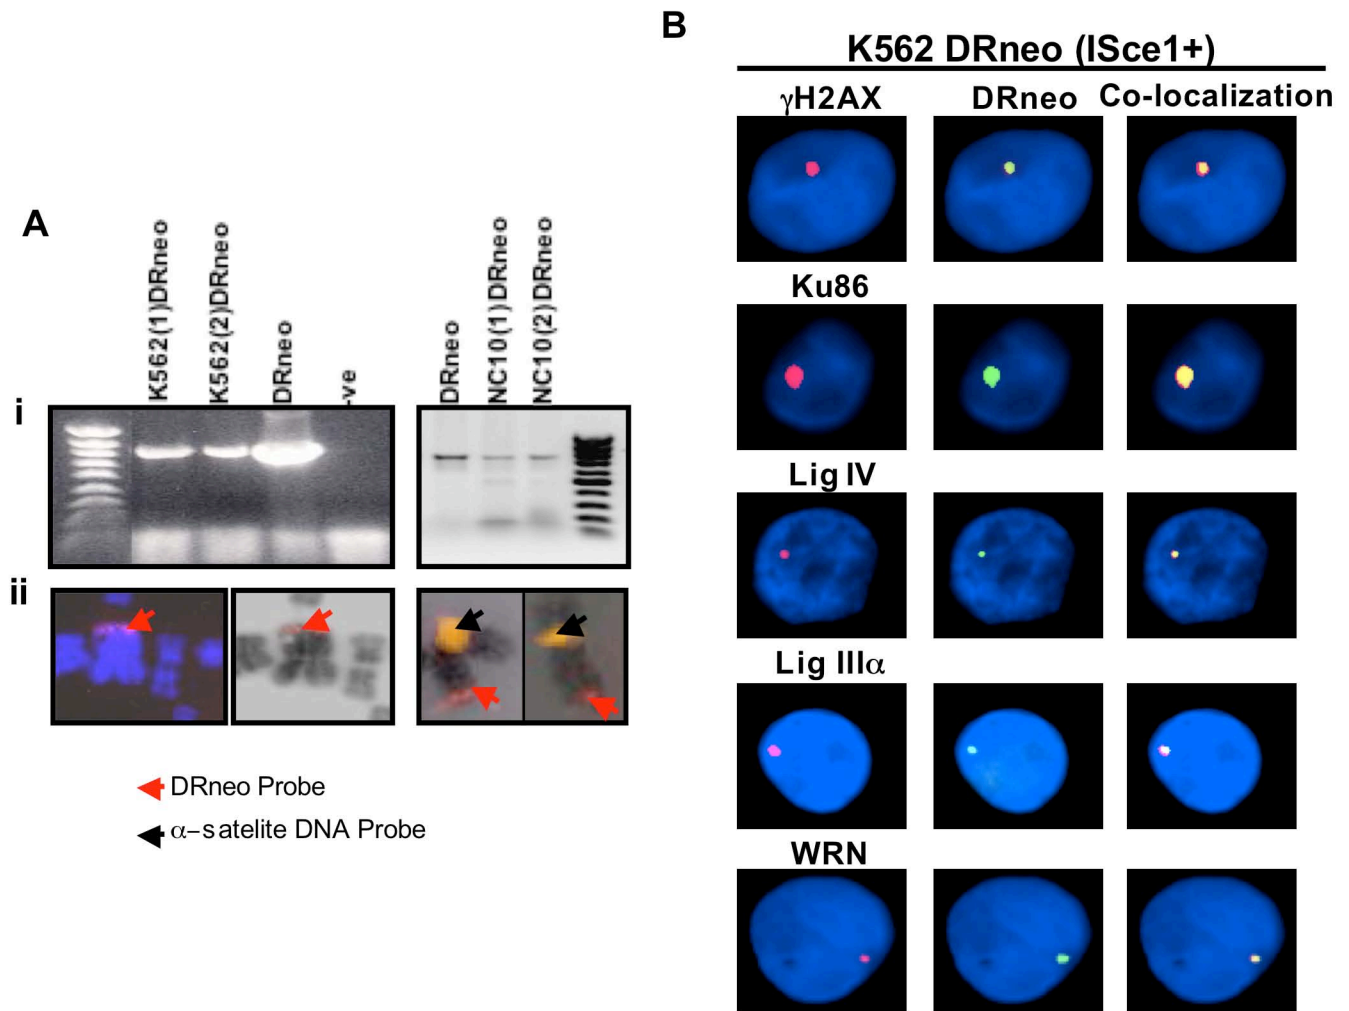 A
K562(1)DRneo
K562(2)DRneo
DRneo
-ve
DRneo
NC10(1)DRneo
NC10(2)DRneo
i
ii
DRneo Probe
α-satelite DNA Probe
B
K562 DRneo (ISce1+)
γH2AX
DRneo
Co-localization
Ku86
Lig IV
Lig IIIα
WRN